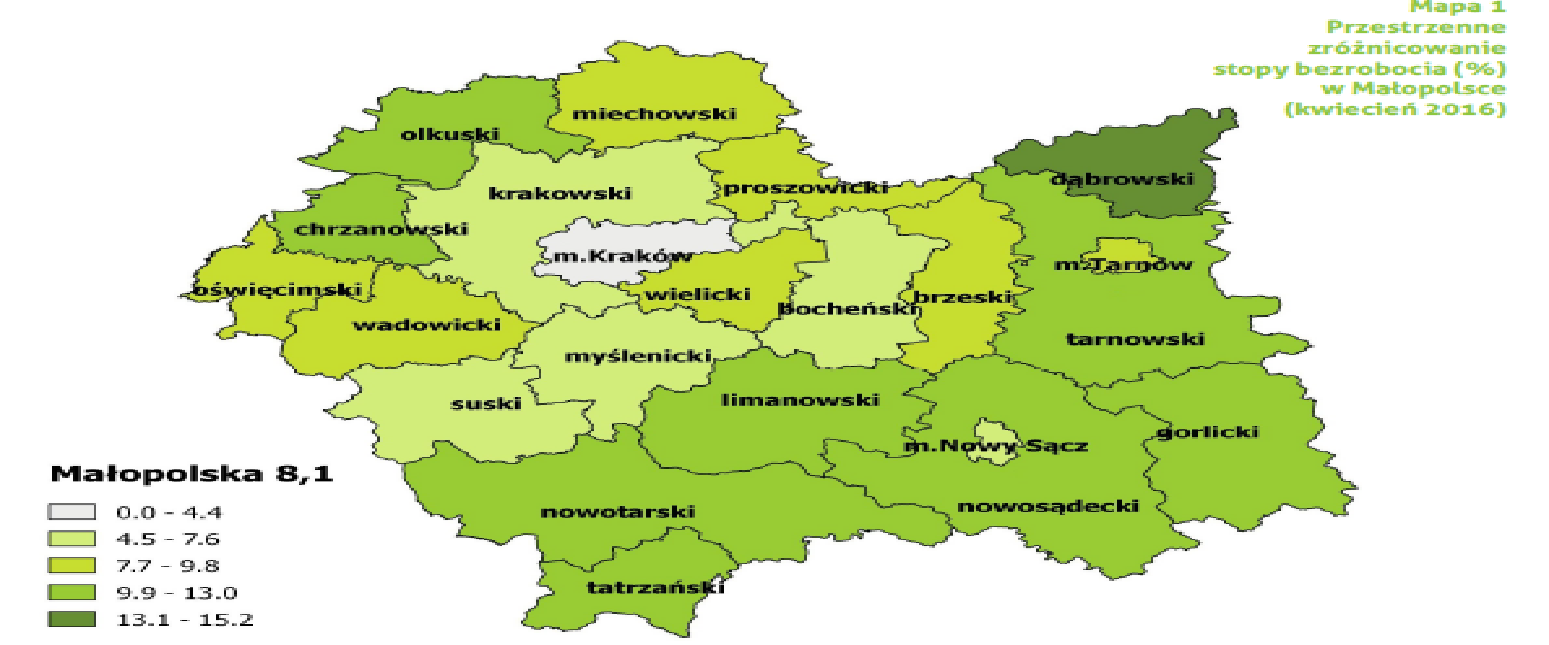 Mapa 1
Przestrzenne
zróżnicowanie
stopy bezrobocia (%)
w Małopolsce
(kwiecień 2016)
miechowski
olkuski
dąbrowski
proszowicki
krakowski
chrzanowski
m.Kraków
m.Tarnów
oświęcimski
wielicki
brzeski
bocheński
wadowicki
tarnowski
myślenicki
limanowski
suski
gorlicki
m.Nowy Sącz
nowosądecki
nowotarski
tatrzański
Małopolska 8,1
0.0 - 4.4
4.5 - 7.6
7.7 - 9.8
9.9 - 13.0
13.1 - 15.2